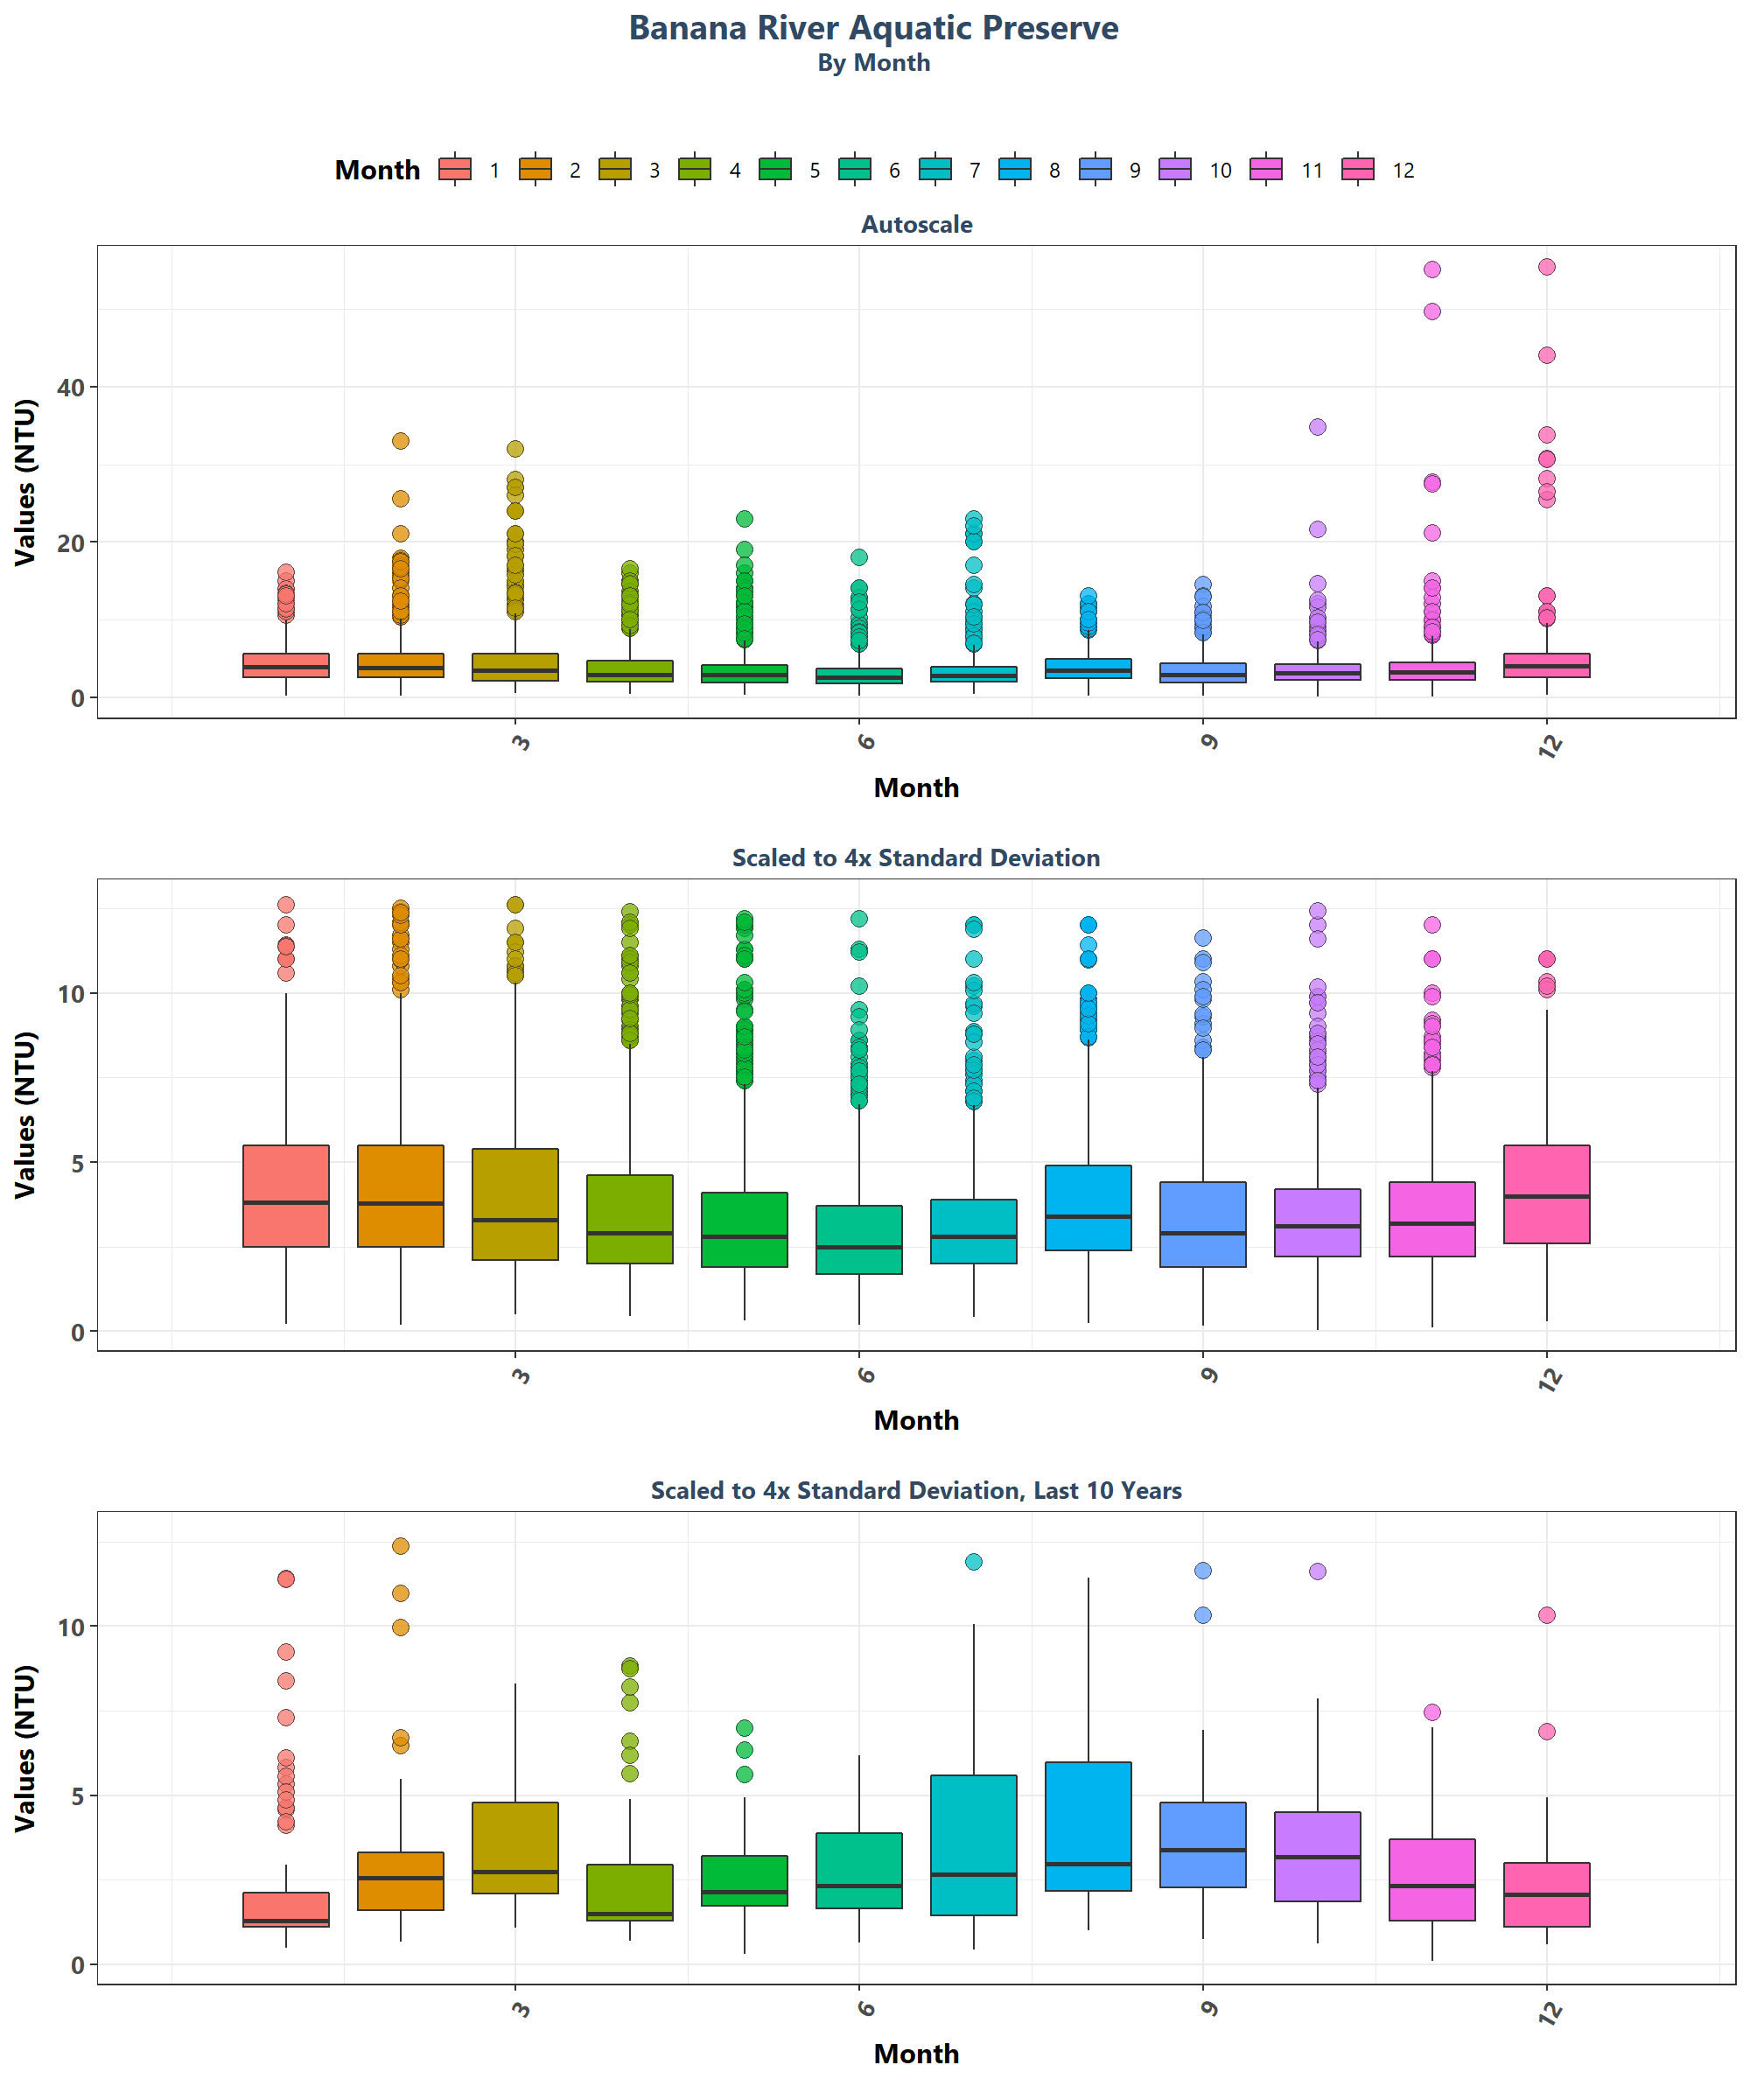 Banana River Aquatic Preserve
By Month
Month 1 2 3 4 5 6 7 8 9 10 11 12
Autoscale
Values (NTU)
40
20
0
3 6 9 12
Month
Scaled to 4x Standard Deviation
Values (NTU)
10
5
0
3 6 9 12
Month
Scaled to 4x Standard Deviation, Last 10 Years
Values (NTU)
10
5
0
3 6 9 12
Month